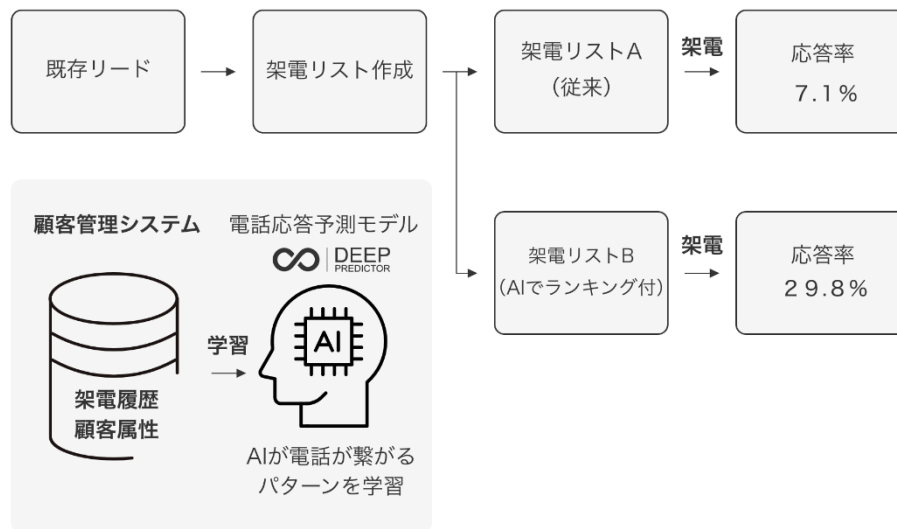 既存リード
架電リスト作成
架電リストA
（従来）
架電
応答率
7.1%
顧客管理システム
電話応答予測モデル
DEEP
PREDICTOR
架電履歴
顧客属性
学習
AI
AIが電話が繋がる
パターンを学習
架電リストB
(AIでランキング付)
架電
応答率
29.8%